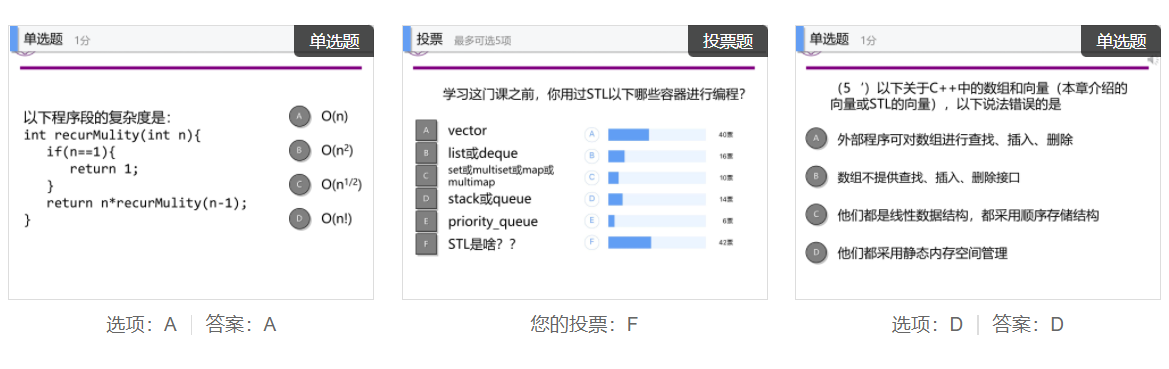 单选题 1分 单选题
以下程序段的复杂度是:
int recurMulity(int n){
if(n==1){
return 1;
}
return n*recurMulity(n-1);
}
A O(n)
B O(n²)
C O(n¹/²)
D O(n!)
选项: A | 答案: A
投票 最多可选5项 投票题
学习这门课之前，你用过STL以下哪些容器进行编程?
A vector
B list或deque
C set或multiset或map或
multimap
D stack或queue
E priority_queue
F STL是啥？？
A 40票
B 16票
C 10票
D 14票
E 6票
F 42票
您的投票: F
单选题 1分 单选题
（5‘）以下关于C++中的数组和向量（本章介绍的
向量或STL的向量），以下说法错误的是
A 外部程序可对数组进行查找、插入、删除
B 数组不提供查找、插入、删除接口
C 他们都是线性数据结构，都采用顺序存储结构
D 他们都采用静态内存空间管理
选项: D | 答案: D